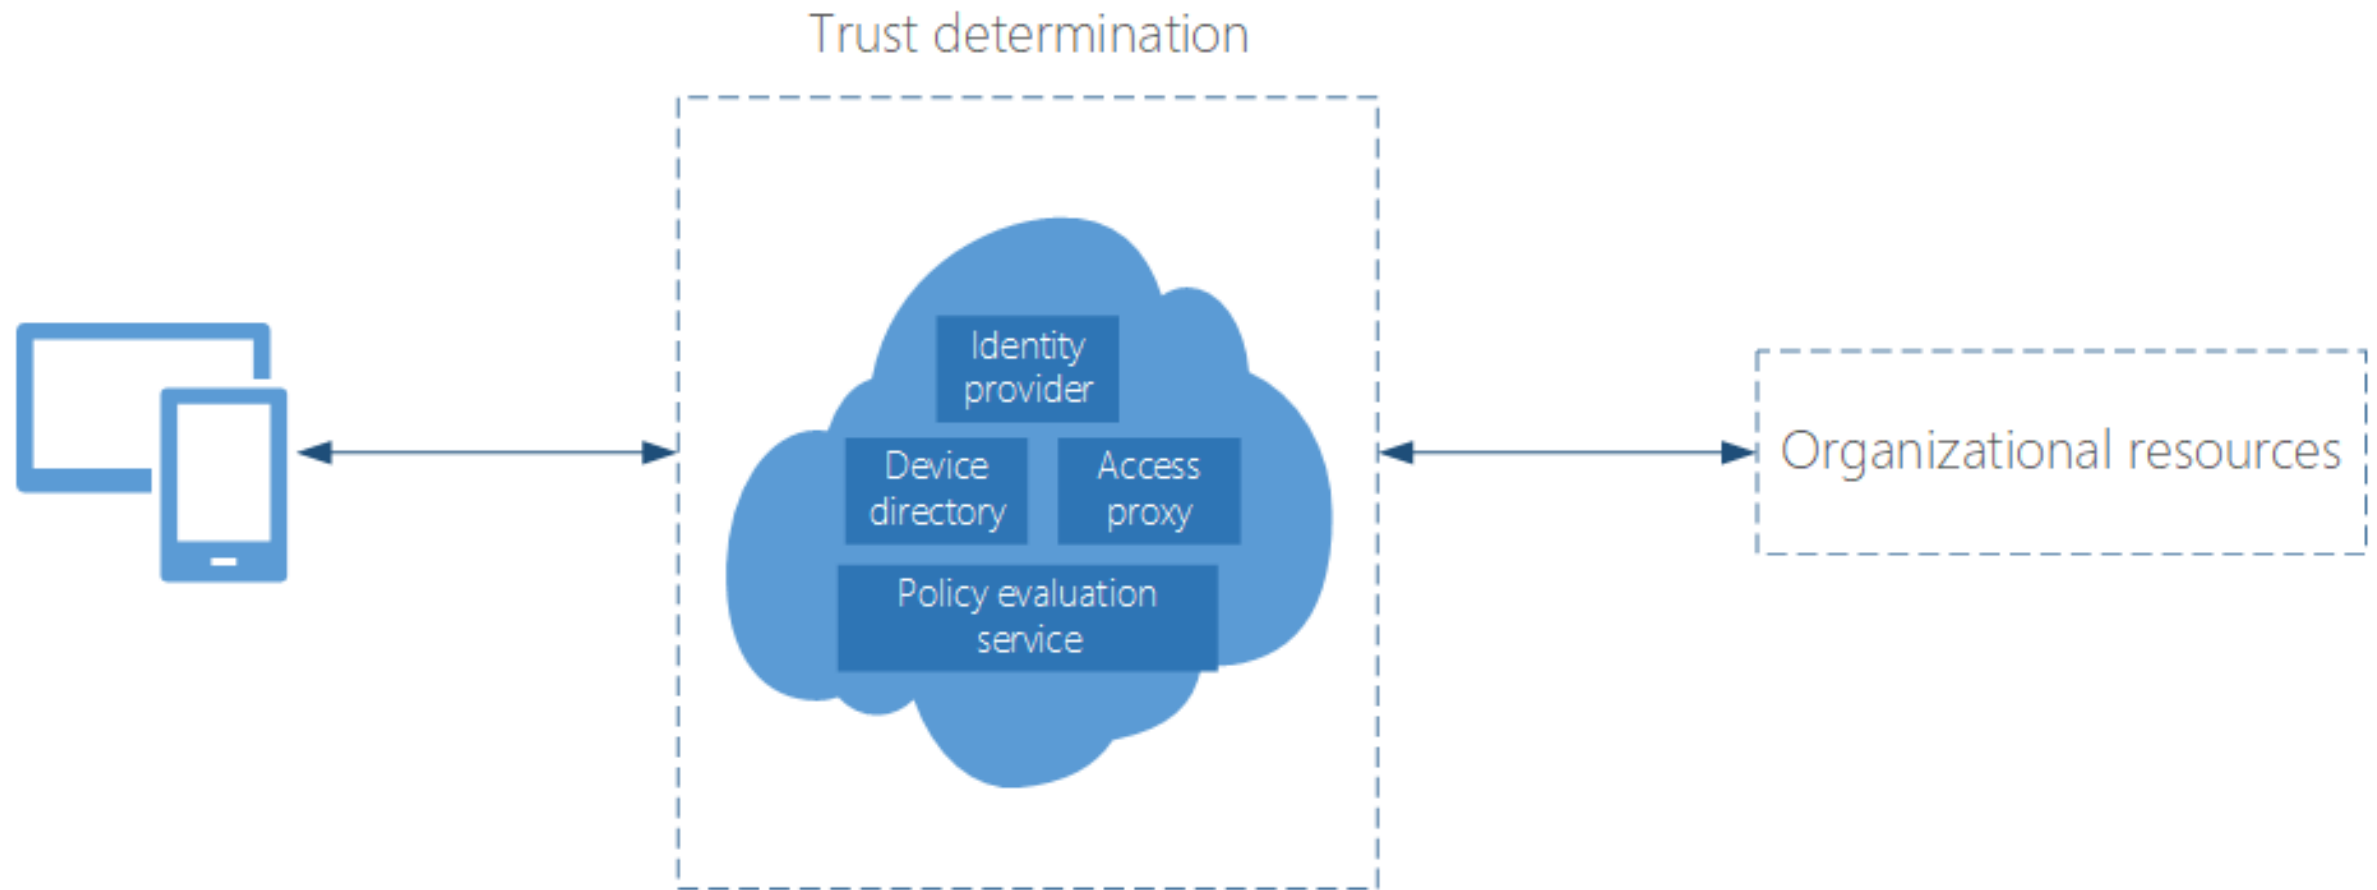 Trust determination
Identity
provider
Device
directory
Access
proxy
Policy evaluation
service
Organizational resources